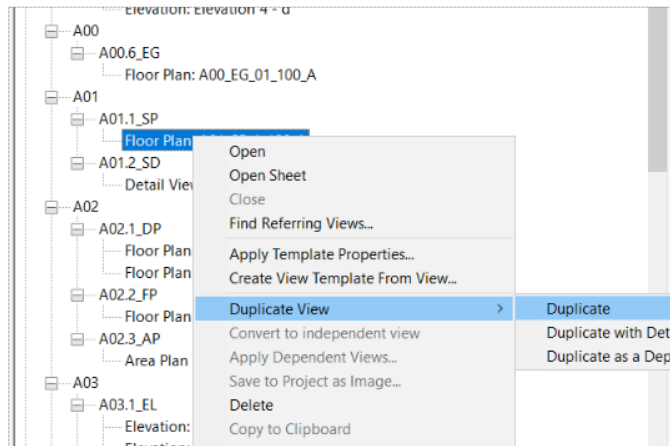 Elevation: Elevation 4 - d
A00
A00.6_EG
Floor Plan: A00_EG_01_100_A
A01
A01.1_SP
Floor Plan
A01.2_SD
Detail View
A02
A02.1_DP
Floor Plan
Floor Plan
A02.2_FP
Floor Plan
A02.3_AP
Area Plan
A03
A03.1_EL
Elevation:
Elevation:
Open
Open Sheet
Close
Find Referring Views...
Apply Template Properties...
Create View Template From View...
Duplicate View
Convert to independent view
Apply Dependent Views...
Save to Project as Image...
Delete
Copy to Clipboard
Duplicate
Duplicate with Det
Duplicate as a Dep